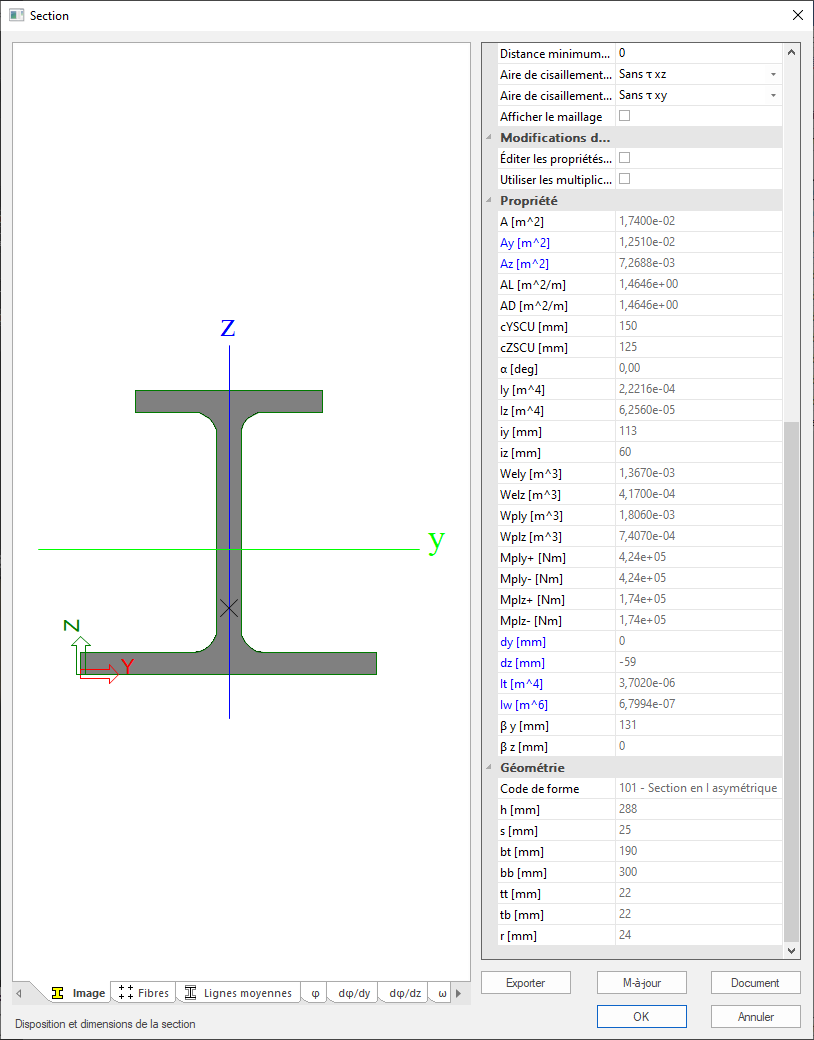 Section
Distance minimum... 0
Aire de cisaillement... Sans τ xz
Aire de cisaillement... Sans τ xy
Afficher le maillage
Modifications d...
Éditer les propriétés...
Utiliser les multiplic...
Propriété
A [m^2] 1,7400e-02
Ay [m^2] 1,2510e-02
Az [m^2] 7,2688e-03
AL [m^2/m] 1,4646e+00
AD [m^2/m] 1,4646e+00
cYSCU [mm] 150
cZSCU [mm] 125
α [deg] 0,00
Iy [m^4] 2,2216e-04
Iz [m^4] 6,2560e-05
iy [mm] 113
iz [mm] 60
Wely [m^3] 1,3670e-03
Welz [m^3] 4,1700e-04
Wply [m^3] 1,8060e-03
Wplz [m^3] 7,4070e-04
Mply+ [Nm] 4,24e+05
Mply- [Nm] 4,24e+05
Mplz+ [Nm] 1,74e+05
Mplz- [Nm] 1,74e+05
dy [mm] 0
dz [mm] -59
It [m^4] 3,7020e-06
Iw [m^6] 6,7994e-07
β y [mm] 131
β z [mm] 0
Géométrie
Code de forme 101 - Section en I asymétrique
h [mm] 288
s [mm] 25
bt [mm] 190
bb [mm] 300
tt [mm] 22
tb [mm] 22
r [mm] 24
z
y
Z
Y
Image Fibres Lignes moyennes φ dφ/dy dφ/dz ω
Exporter M-à-jour Document
OK Annuler
Disposition et dimensions de la section